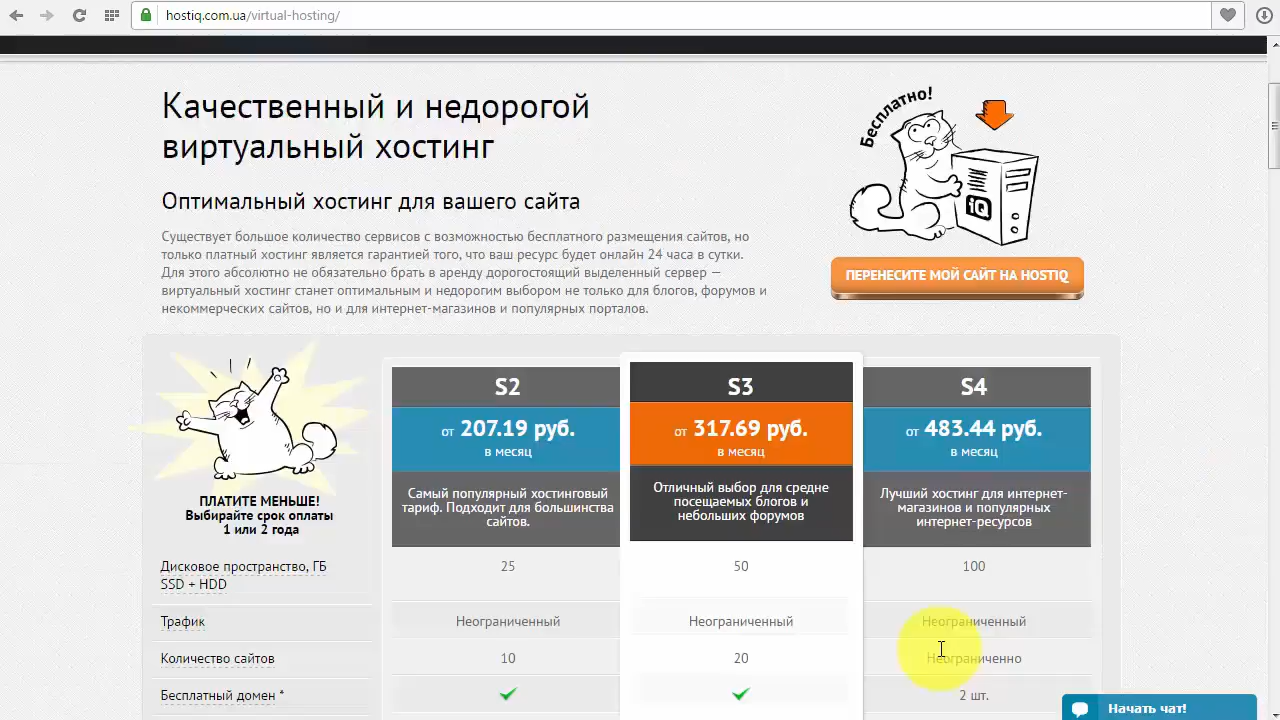 hostiq.com.ua/virtual-hosting/
Качественный и недорогой
виртуальный хостинг
Бесплатно!
iQ
Оптимальный хостинг для вашего сайта
Существует большое количество сервисов с возможностью бесплатного размещения сайтов, но
только платный хостинг является гарантией того, что ваш ресурс будет онлайн 24 часа в сутки.
Для этого абсолютно не обязательно брать в аренду дорогостоящий выделенный сервер —
виртуальный хостинг станет оптимальным и недорогим выбором не только для блогов, форумов и
некоммерческих сайтов, но и для интернет-магазинов и популярных порталов.
ПЕРЕНЕСИТЕ МОЙ САЙТ НА HOSTIQ
ПЛАТИТЕ МЕНЬШЕ!
Выбирайте срок оплаты
1 или 2 года
S2
от 207.19 руб.
в месяц
Самый популярный хостинговый
тариф. Подходит для большинства
сайтов.
S3
от 317.69 руб.
в месяц
Отличный выбор для средне
посещаемых блогов и
небольших форумов
S4
от 483.44 руб.
в месяц
Лучший хостинг для интернет-
магазинов и популярных
интернет-ресурсов
Дисковое пространство, ГБ
SSD + HDD
25
50
100
Трафик
Неограниченный
Неограниченный
Неограниченный
Количество сайтов
10
20
Неограниченно
Бесплатный домен *
2 шт.
Начать чат!